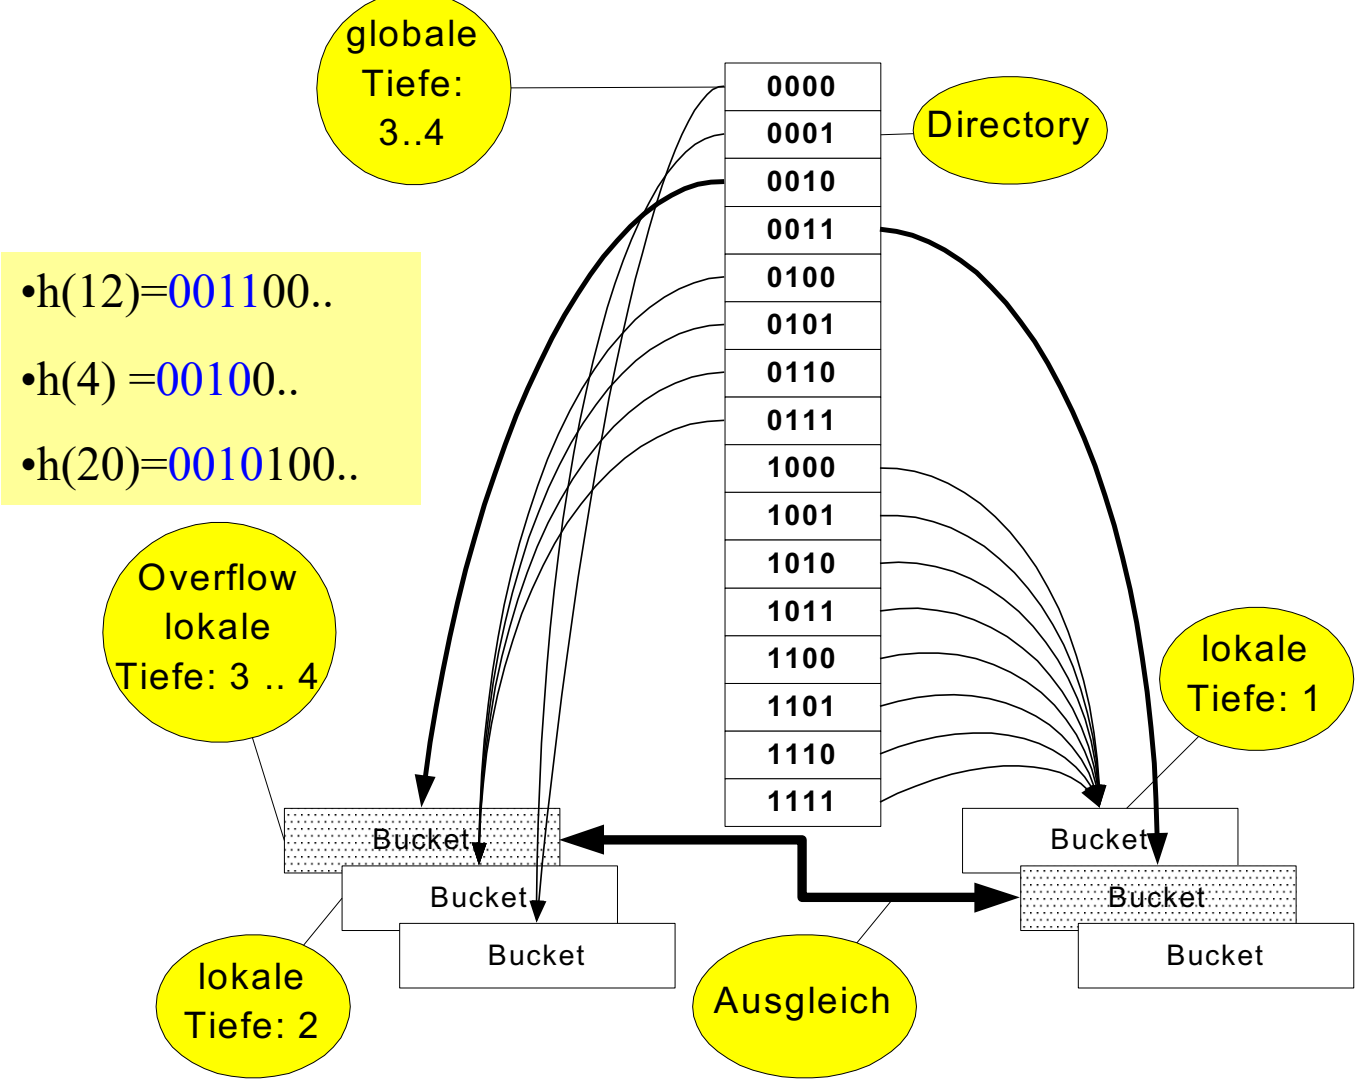 globale
Tiefe:
3..4
0000
0001
0010
0011
0100
0101
0110
0111
1000
1001
1010
1011
1100
1101
1110
1111
Directory
•h(12)=001100..
•h(4) =00100..
•h(20)=0010100..
Overflow
lokale
Tiefe: 3 .. 4
lokale
Tiefe: 1
Bucket
Bucket
Bucket
Bucket
Bucket
Bucket
lokale
Tiefe: 2
Ausgleich